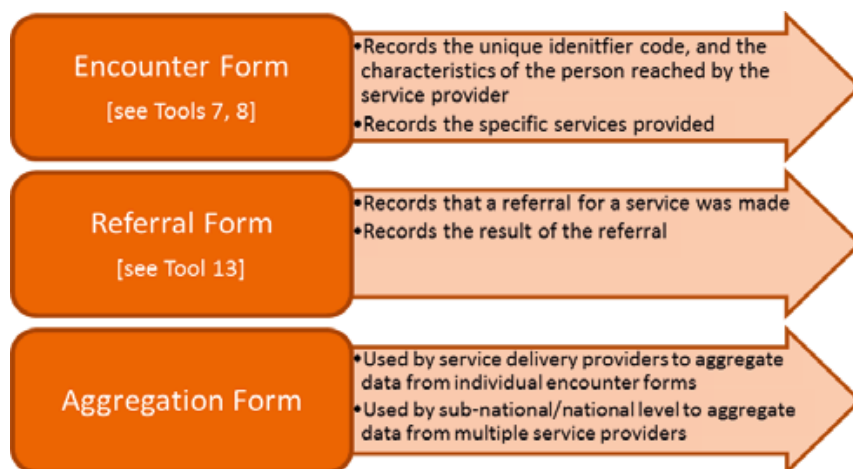 Encounter Form
[see Tools 7, 8]
•Records the unique idenitfier code, and the
characteristics of the person reached by the
service provider
•Records the specific services provided
Referral Form
[see Tool 13]
•Records that a referral for a service was made
•Records the result of the referral
Aggregation Form
•Used by service delivery providers to aggregate
data from individual encounter forms
•Used by sub-national/national level to aggregate
data from multiple service providers